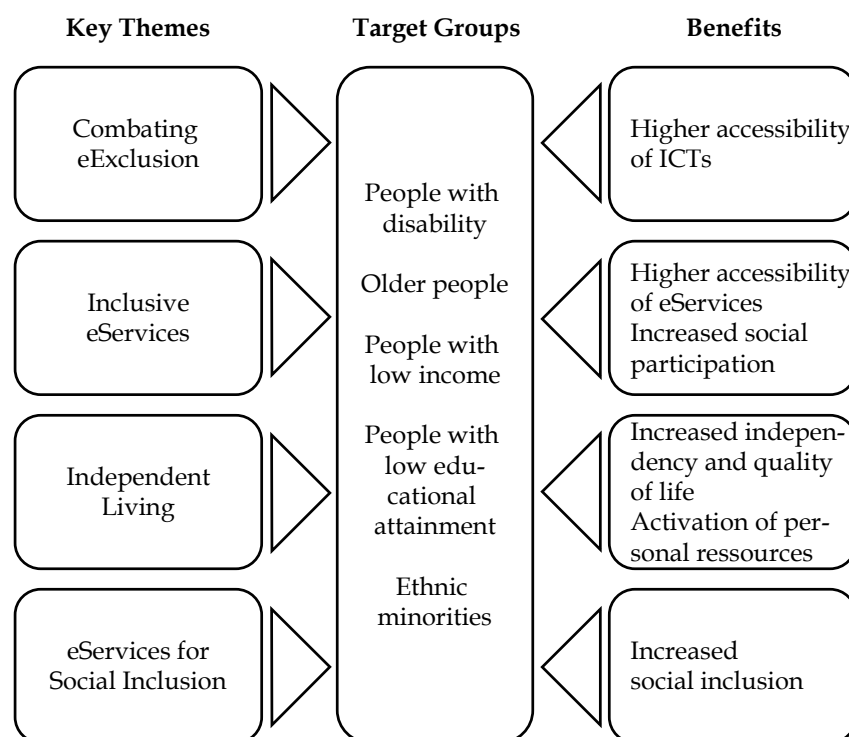 Key Themes
Target Groups
Benefits
Combating
eExclusion
Inclusive
eServices
Independent
Living
eServices for
Social Inclusion
People with
disability
Older people
People with
low income
People with
low edu-
cational
attainment
Ethnic
minorities
Higher accessibility
of ICTs
Higher accessibility
of eServices
Increased social
participation
Increased indepen-
dency and quality
of life
Activation of per-
sonal ressources
Increased
social inclusion